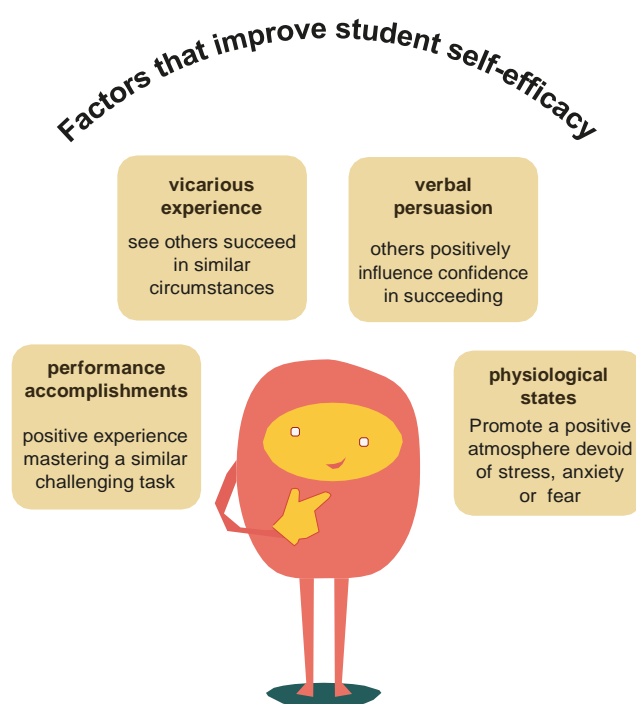 Factors that improve student self-efficacy
vicarious
experience
see others succeed
in similar
circumstances
verbal
persuasion
others positively
influence confidence
in succeeding
performance
accomplishments
positive experience
mastering a similar
challenging task
physiological
states
Promote a positive
atmosphere devoid
of stress, anxiety
or fear